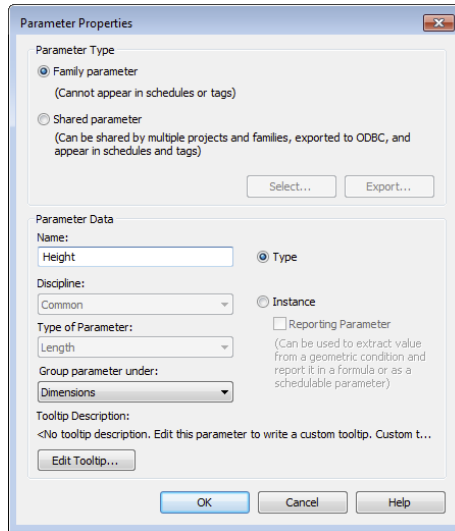 Parameter Properties
Parameter Type
Family parameter
(Cannot appear in schedules or tags)
Shared parameter
(Can be shared by multiple projects and families, exported to ODBC, and
appear in schedules and tags)
Select...
Export...
Parameter Data
Name:
Height
Type
Discipline:
Common
Instance
Reporting Parameter
Type of Parameter:
Length
(Can be used to extract value
from a geometric condition and
report it in a formula or as a
schedulable parameter)
Group parameter under:
Dimensions
Tooltip Description:
<No tooltip description. Edit this parameter to write a custom tooltip. Custom t...
Edit Tooltip...
OK
Cancel
Help